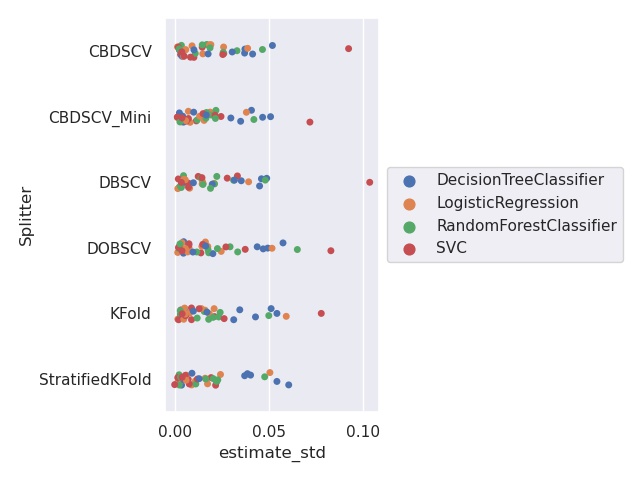 CBDSCV
CBDSCV_Mini
DBSCV
DOBSCV
KFold
StratifiedKFold
Splitter
0.00
0.05
0.10
estimate_std
DecisionTreeClassifier
LogisticRegression
RandomForestClassifier
SVC